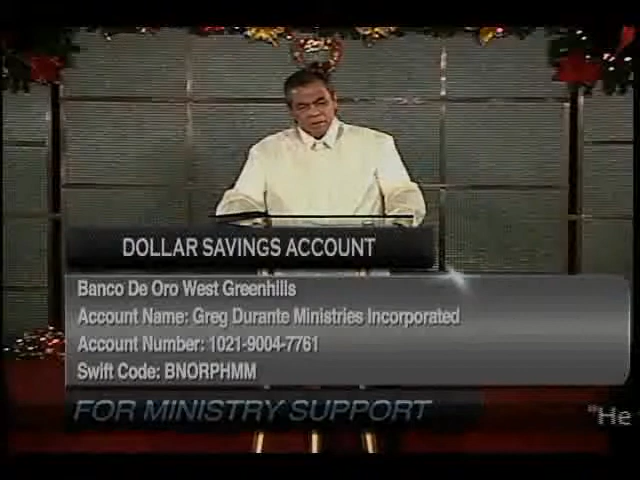 DOLLAR SAVINGS ACCOUNT
Banco De Oro West Greenhills
Account Name: Greg Durante Ministries Incorporated
Account Number: 1021-9004-7761
Swift Code: BNORPHMM
FOR MINISTRY SUPPORT
"He